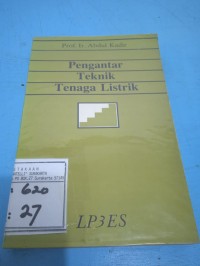 Prof. Ir. Abdul Kadir
Pengantar
Teknik
Tenaga Listrik
: 620
: 27
LP3ES